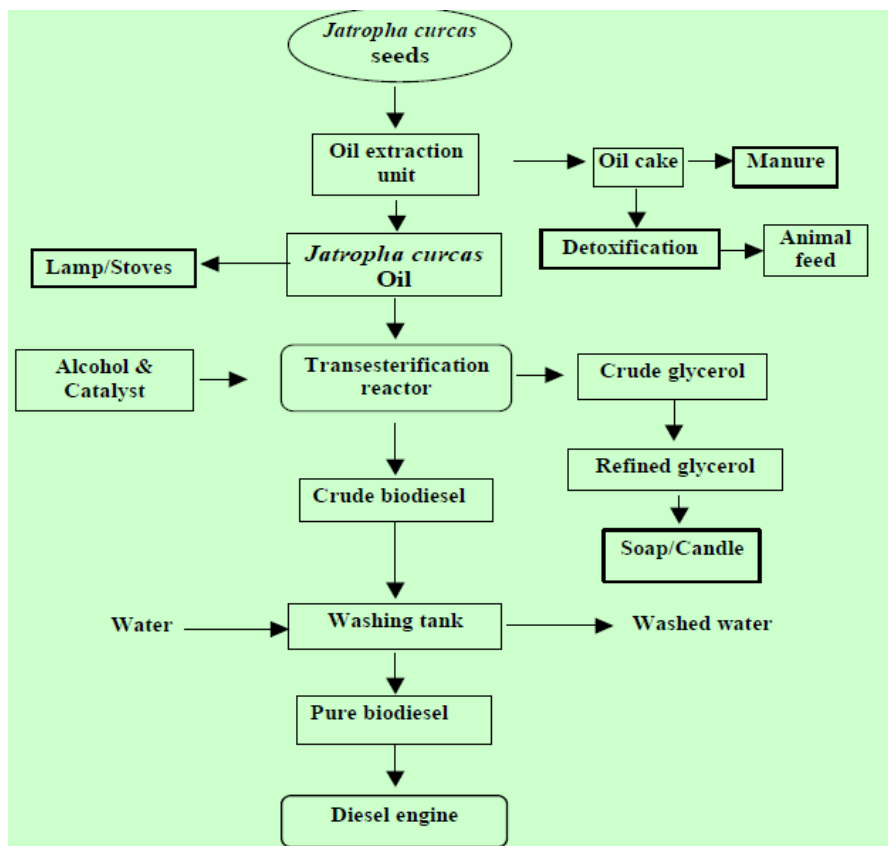 Jatropha curcas
seeds
Oil extraction
unit
Oil cake
Manure
Detoxification
Animal
feed
Lamp/Stoves
Jatropha curcas
Oil
Alcohol &
Catalyst
Transesterification
reactor
Crude glycerol
Refined glycerol
Crude biodiesel
Soap/Candle
Water
Washing tank
Washed water
Pure biodiesel
Diesel engine